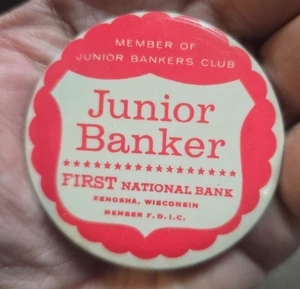 MEMBER OF
JUNIOR BANKERS CLUB
Junior
Banker
FIRST NATIONAL BANK
KENOSHA, WISCONSIN
MEMBER F.D.I.C.